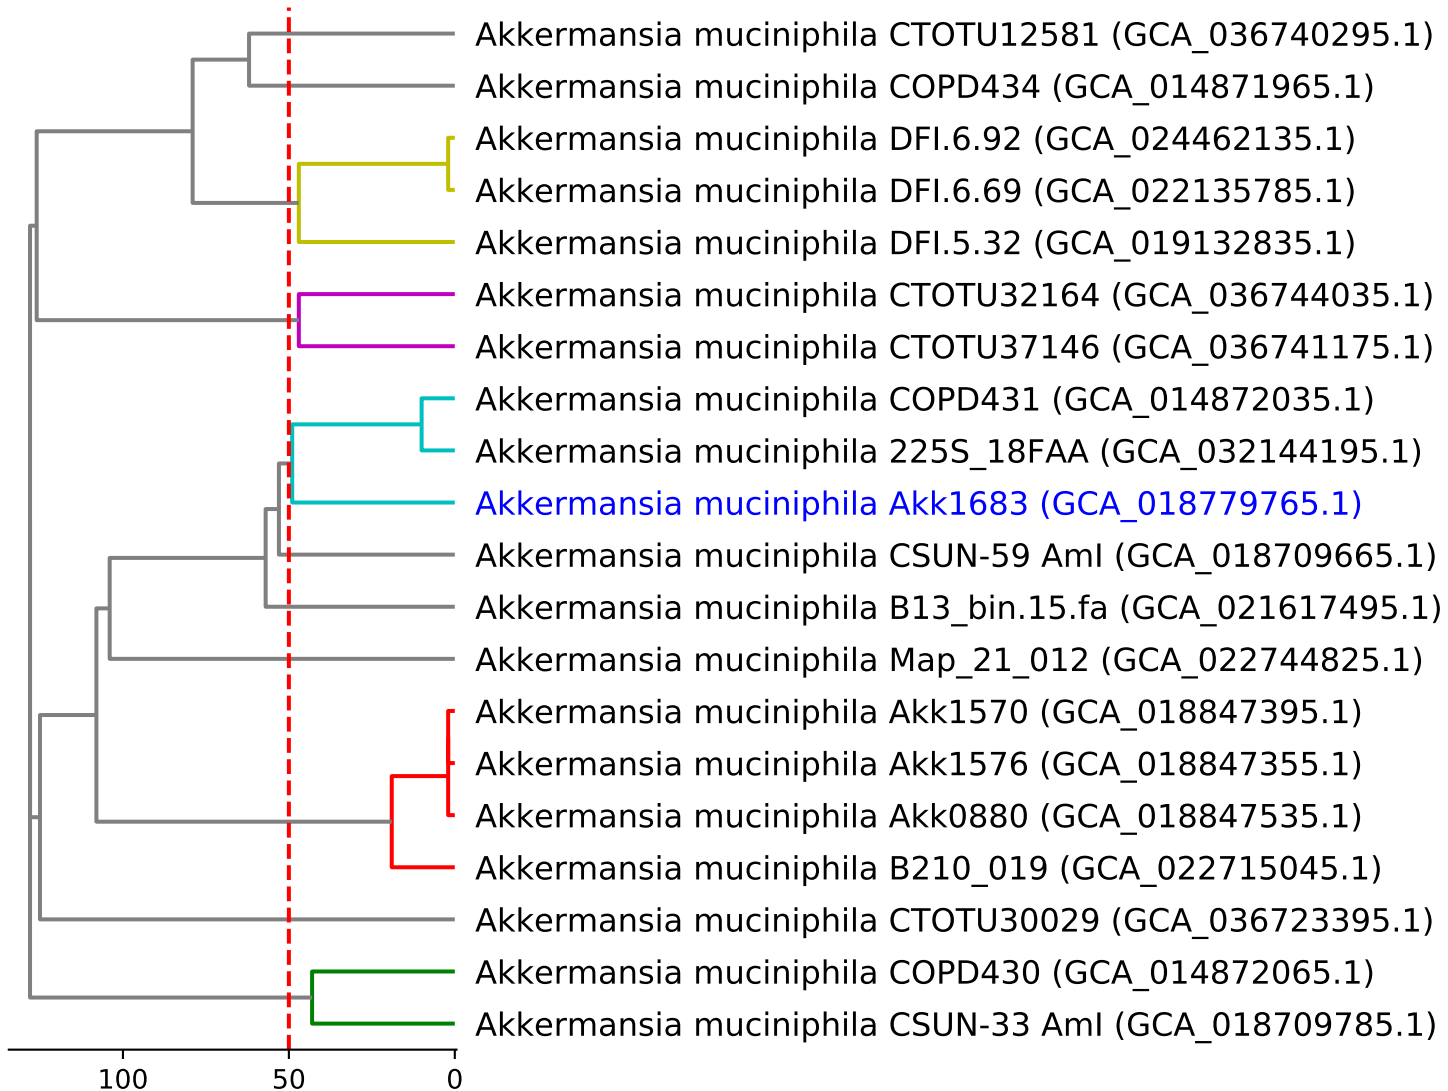 Akkermansia muciniphila CTOTU12581 (GCA_036740295.1)
Akkermansia muciniphila COPD434 (GCA_014871965.1)
Akkermansia muciniphila DFI.6.92 (GCA_024462135.1)
Akkermansia muciniphila DFI.6.69 (GCA_022135785.1)
Akkermansia muciniphila DFI.5.32 (GCA_019132835.1)
Akkermansia muciniphila CTOTU32164 (GCA_036744035.1)
Akkermansia muciniphila CTOTU37146 (GCA_036741175.1)
Akkermansia muciniphila COPD431 (GCA_014872035.1)
Akkermansia muciniphila 225S_18FAA (GCA_032144195.1)
Akkermansia muciniphila Akk1683 (GCA_018779765.1)
Akkermansia muciniphila CSUN-59 AmI (GCA_018709665.1)
Akkermansia muciniphila B13_bin.15.fa (GCA_021617495.1)
Akkermansia muciniphila Map_21_012 (GCA_022744825.1)
Akkermansia muciniphila Akk1570 (GCA_018847395.1)
Akkermansia muciniphila Akk1576 (GCA_018847355.1)
Akkermansia muciniphila Akk0880 (GCA_018847535.1)
Akkermansia muciniphila B210_019 (GCA_022715045.1)
Akkermansia muciniphila CTOTU30029 (GCA_036723395.1)
Akkermansia muciniphila COPD430 (GCA_014872065.1)
Akkermansia muciniphila CSUN-33 AmI (GCA_018709785.1)
100 50 0